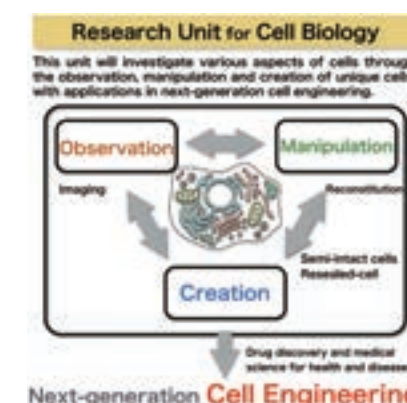 Research Unit for Cell Biology
This unit will investigate various aspects of cells throug
the observation, manipulation and creation of unique cell
with applications in next-generation cell engineering.
Observation
Manipulation
Imaging
Reconstitution
Semi-intact cells
Resealed-cell
Creation
Drug discovery and medical
science for health and disease
Next-generation Cell Engineering